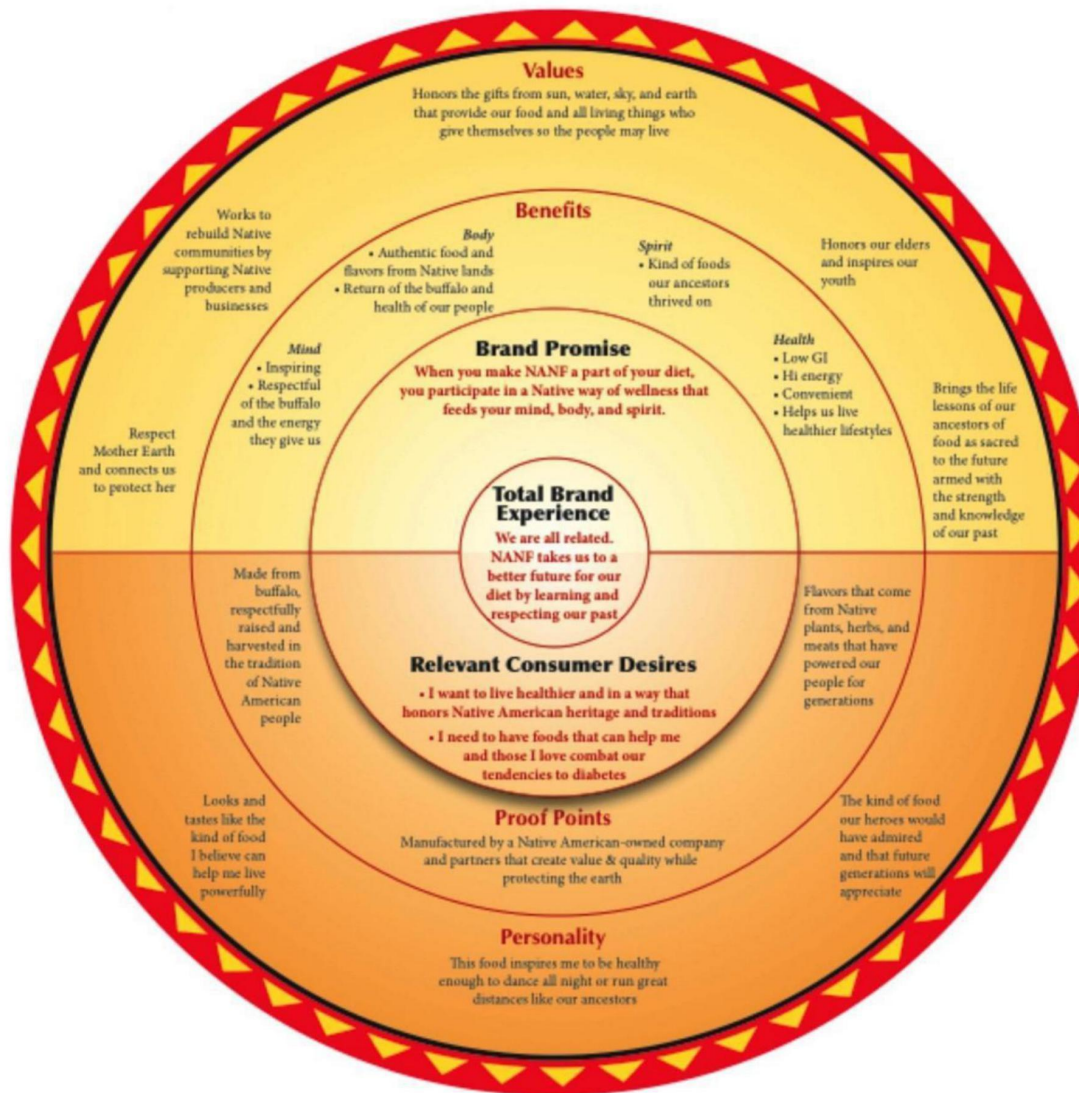 Values
Honors the gifts from sun, water, sky, and earth
that provide our food and all living things who
give themselves so the people may live
Works to
rebuild Native
communities by
supporting Native
producers and
businesses
Respect
Mother Earth
and connects us
to protect her
Honors our elders
and inspires our
youth
Brings the life
lessons of our
ancestors of
food as sacred
to the future
armed with
the strength
and knowledge
of our past
Benefits
Body
• Authentic food and
flavors from Native lands
• Return of the buffalo and
health of our people
Spirit
• Kind of foods
our ancestors
thrived on
Mind
• Inspiring
• Respectful
of the buffalo
and the energy
they give us
Health
• Low GI
• Hi energy
• Convenient
• Helps us live
healthier lifestyles
Brand Promise
When you make NANF a part of your diet,
you participate in a Native way of wellness that
feeds your mind, body, and spirit.
Total Brand
Experience
We are all related.
NANF takes us to a
better future for our
diet by learning and
respecting our past
Relevant Consumer Desires
• I want to live healthier and in a way that
honors Native American heritage and traditions
• I need to have foods that can help me
and those I love combat our
tendencies to diabetes
Made from
buffalo,
respectfully
raised and
harvested in
the tradition
of Native
American
people
Flavors that come
from Native
plants, herbs, and
meats that have
powered our
people for
generations
Proof Points
Manufactured by a Native American-owned company
and partners that create value & quality while
protecting the earth
Looks and
tastes like the
kind of food
I believe can
help me live
powerfully
The kind of food
our heroes would
have admired
and that future
generations will
appreciate
Personality
This food inspires me to be healthy
enough to dance all night or run great
distances like our ancestors